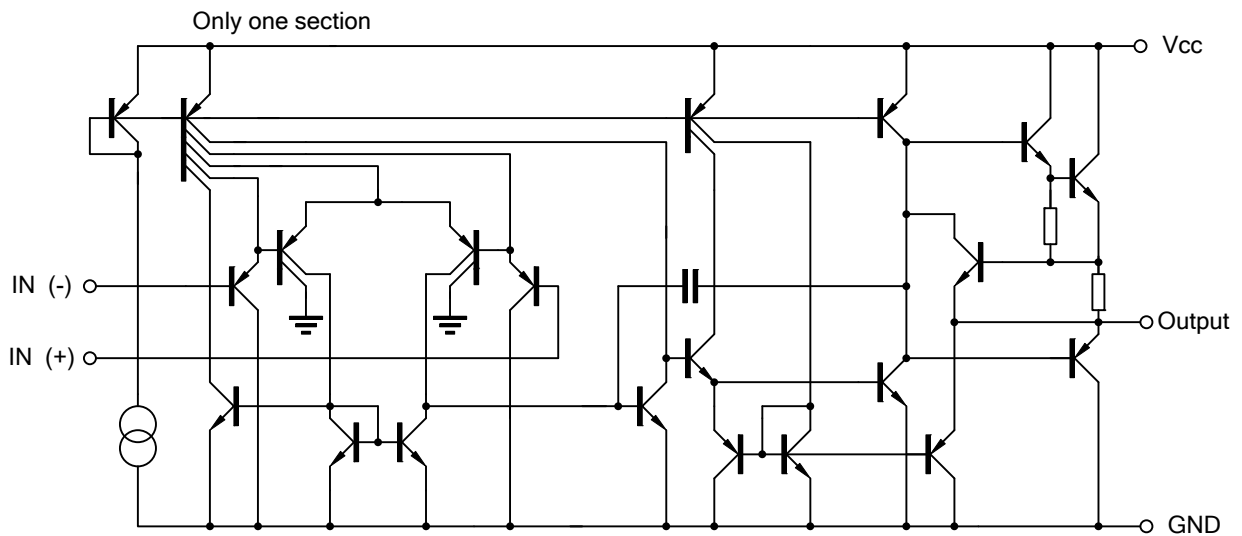 Only one section
Vcc
IN (-)
Output
IN (+)
GND